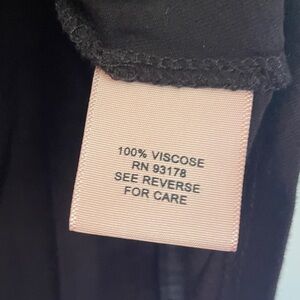 100% VISCOSE
RN 93178
SEE REVERSE
FOR CARE